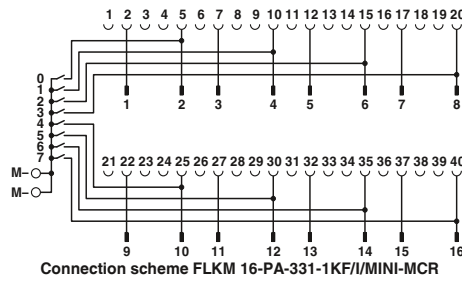 1 2 3 4 5 6 7 8 9 10 11 12 13 14 15 16 17 18 19 20
0
1
2
3
4
5
6
7
1 2 3 4 5 6 7 8
21 22 23 24 25 26 27 28 29 30 31 32 33 34 35 36 37 38 39 40
M–
M–
9 10 11 12 13 14 15 16
Connection scheme FLKM 16-PA-331-1KF/I/MINI-MCR